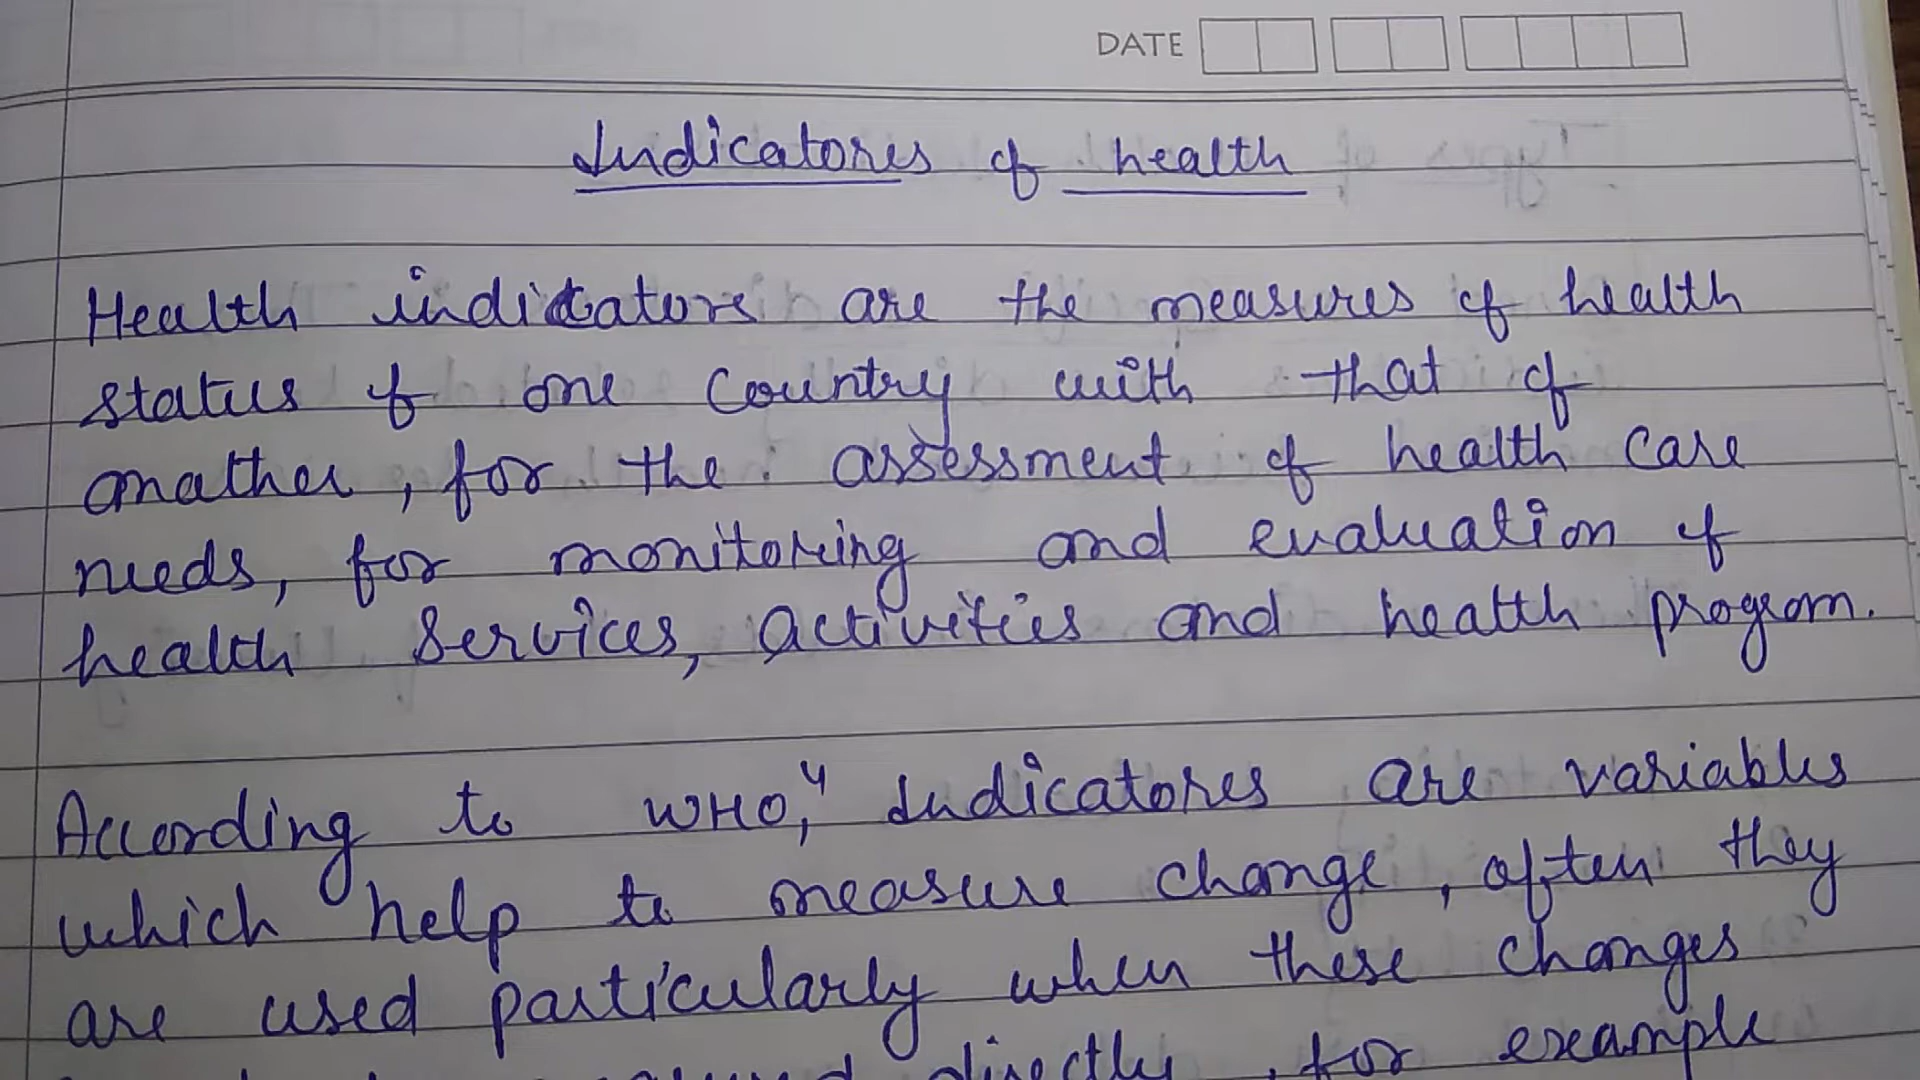 DATE
Indicatores of health
Health indicators are the measures of health
status of one country with that of
anather, for the assessment of health care
needs, for monitoring and evaluation of
health services, activities and health program.
According to WHO," Indicatores are variables
which help to measure change, often they
are used particularly when these changes
directly, for example